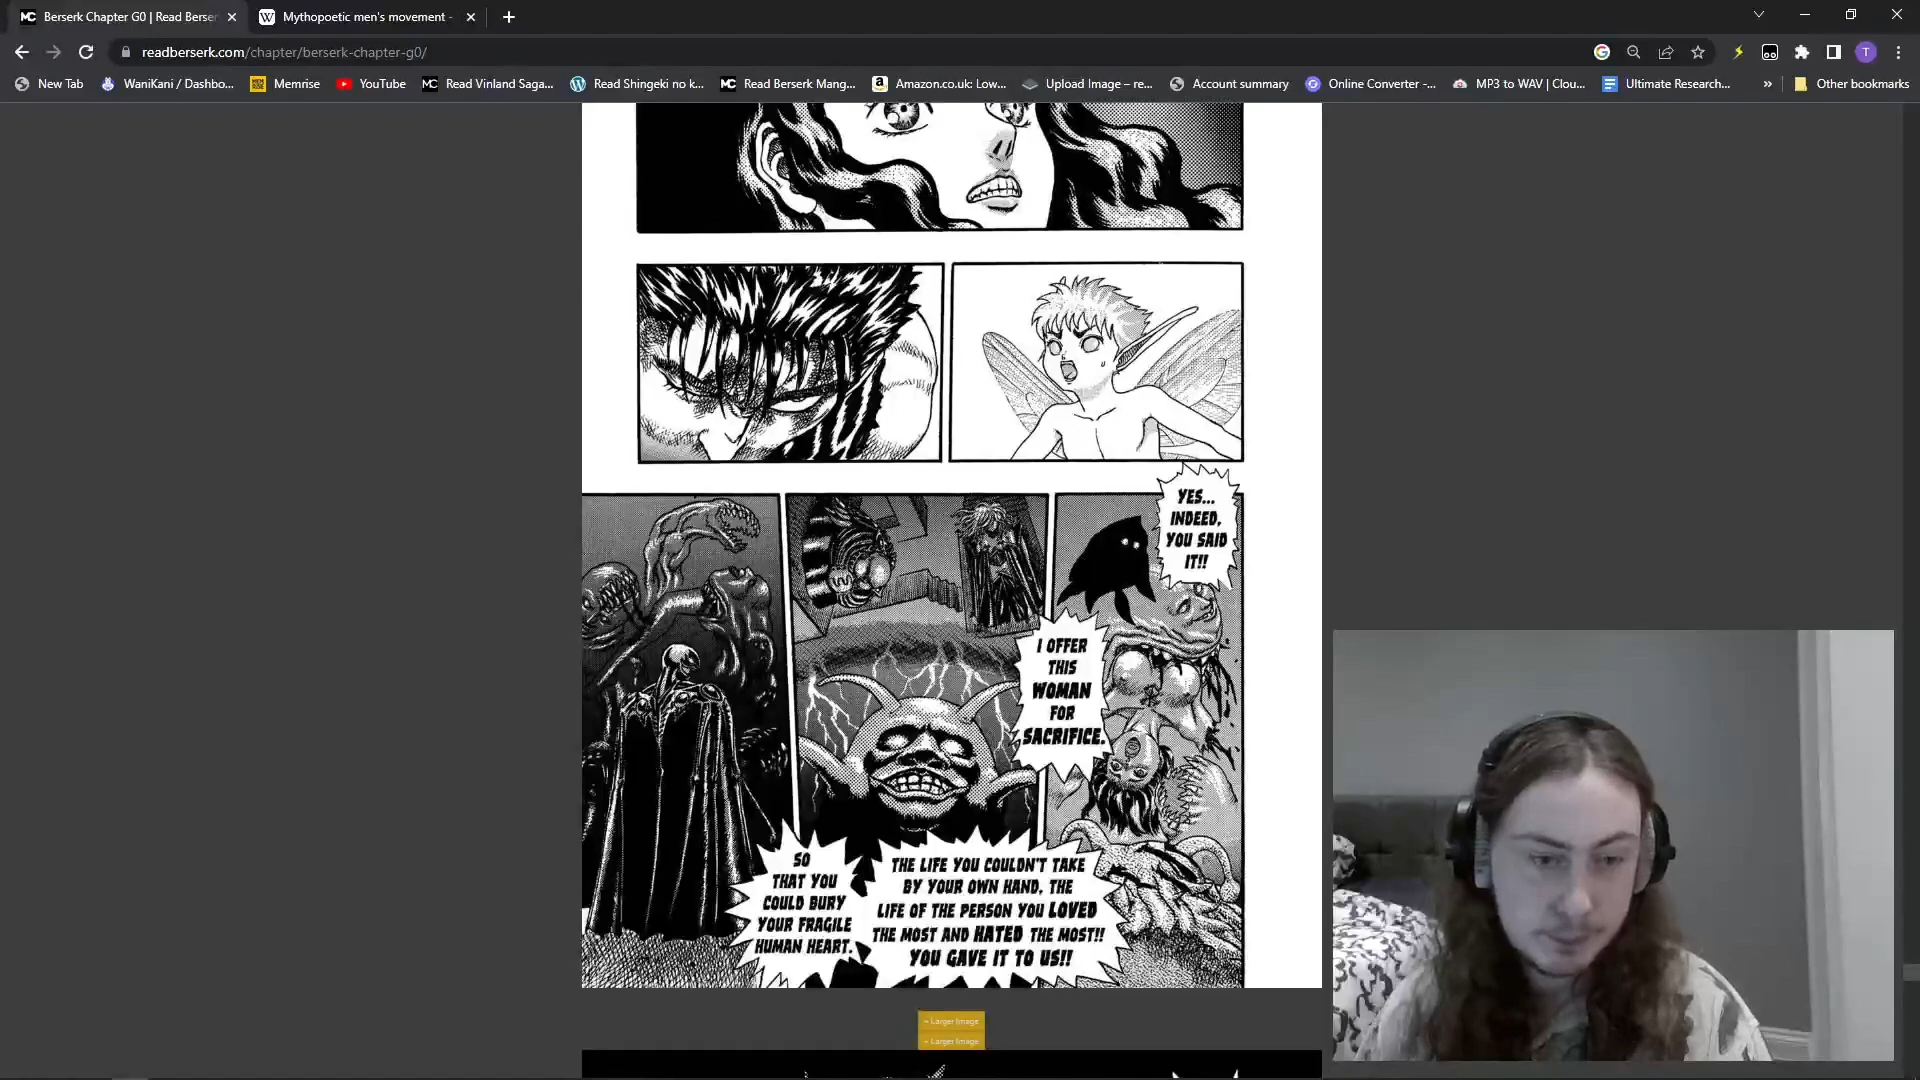 Berserk Chapter G0 | Read Berser
Mythopoetic men's movement -
readberserk.com/chapter/berserk-chapter-g0/
T
New Tab
WaniKani / Dashbo...
Memrise
YouTube
Read Vinland Saga...
Read Shingeki no k...
Read Berserk Mang...
Amazon.co.uk: Low...
Upload Image – re...
Account summary
Online Converter -...
MP3 to WAV | Clou...
Ultimate Research...
»
Other bookmarks
YES...
INDEED,
YOU SAID
IT!!
I OFFER
THIS
WOMAN
FOR
SACRIFICE.
THE LIFE YOU COULDN'T TAKE
BY YOUR OWN HAND, THE
LIFE OF THE PERSON YOU LOVED
THE MOST AND HATED THE MOST!!
YOU GAVE IT TO US!!
SO
THAT YOU
COULD BURY
YOUR FRAGILE
HUMAN HEART.
+ Larger Image
+ Larger Image